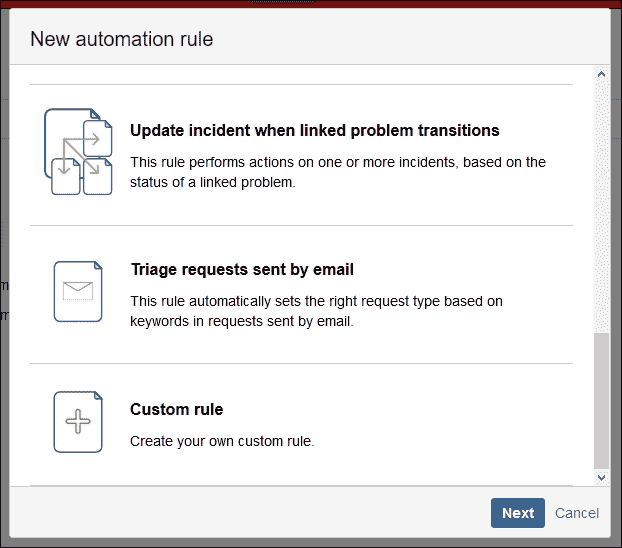 New automation rule
Update incident when linked problem transitions
This rule performs actions on one or more incidents, based on the
status of a linked problem.
Triage requests sent by email
This rule automatically sets the right request type based on
keywords in requests sent by email.
Custom rule
Create your own custom rule.
Next Cancel